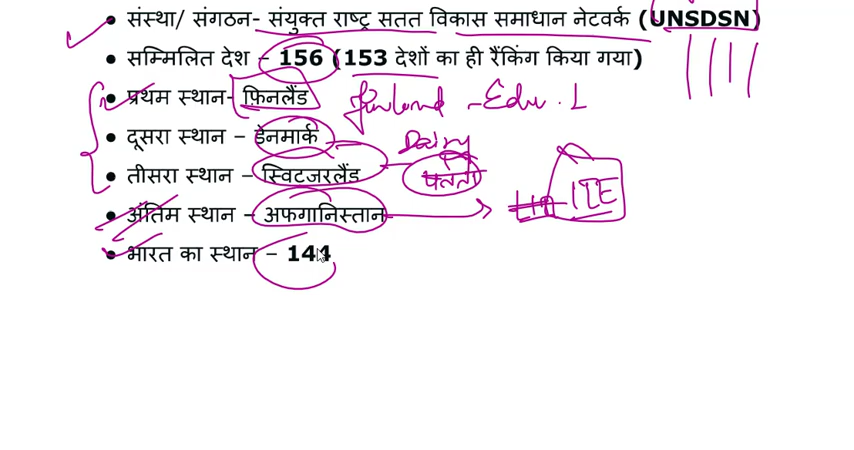 • संस्था/ संगठन- संयुक्त राष्ट्र सतत विकास समाधान नेटवर्क (UNSDSN)
• सम्मिलित देश – 156 (153 देशों का ही रैंकिंग किया गया)
• प्रथम स्थान- फ़िनलैंड finland - Edu. L
• दूसरा स्थान – डेनमार्क Dairy
• तीसरा स्थान – स्विटजरलैंड
• अंतिम स्थान – अफगानिस्तान ITE
• भारत का स्थान – 144